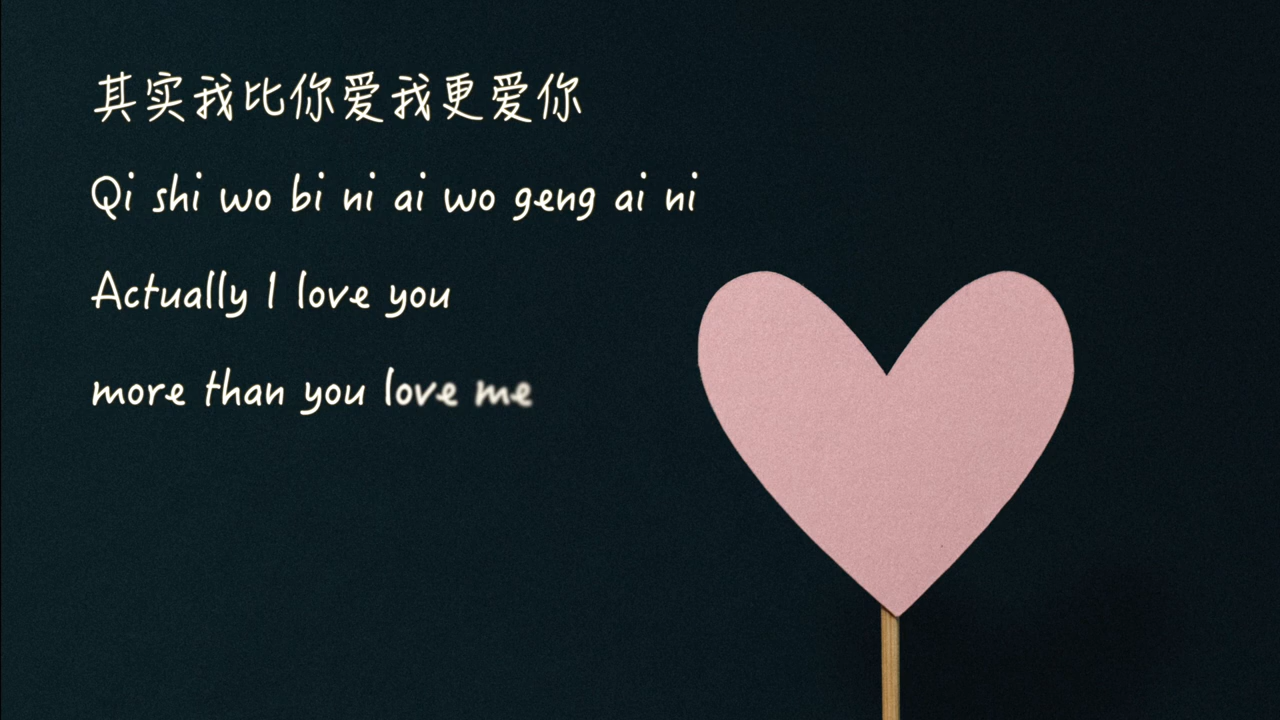 其实我比你爱我更爱你
Qi shi wo bi ni ai wo geng ai ni
Actually I love you
more than you love me